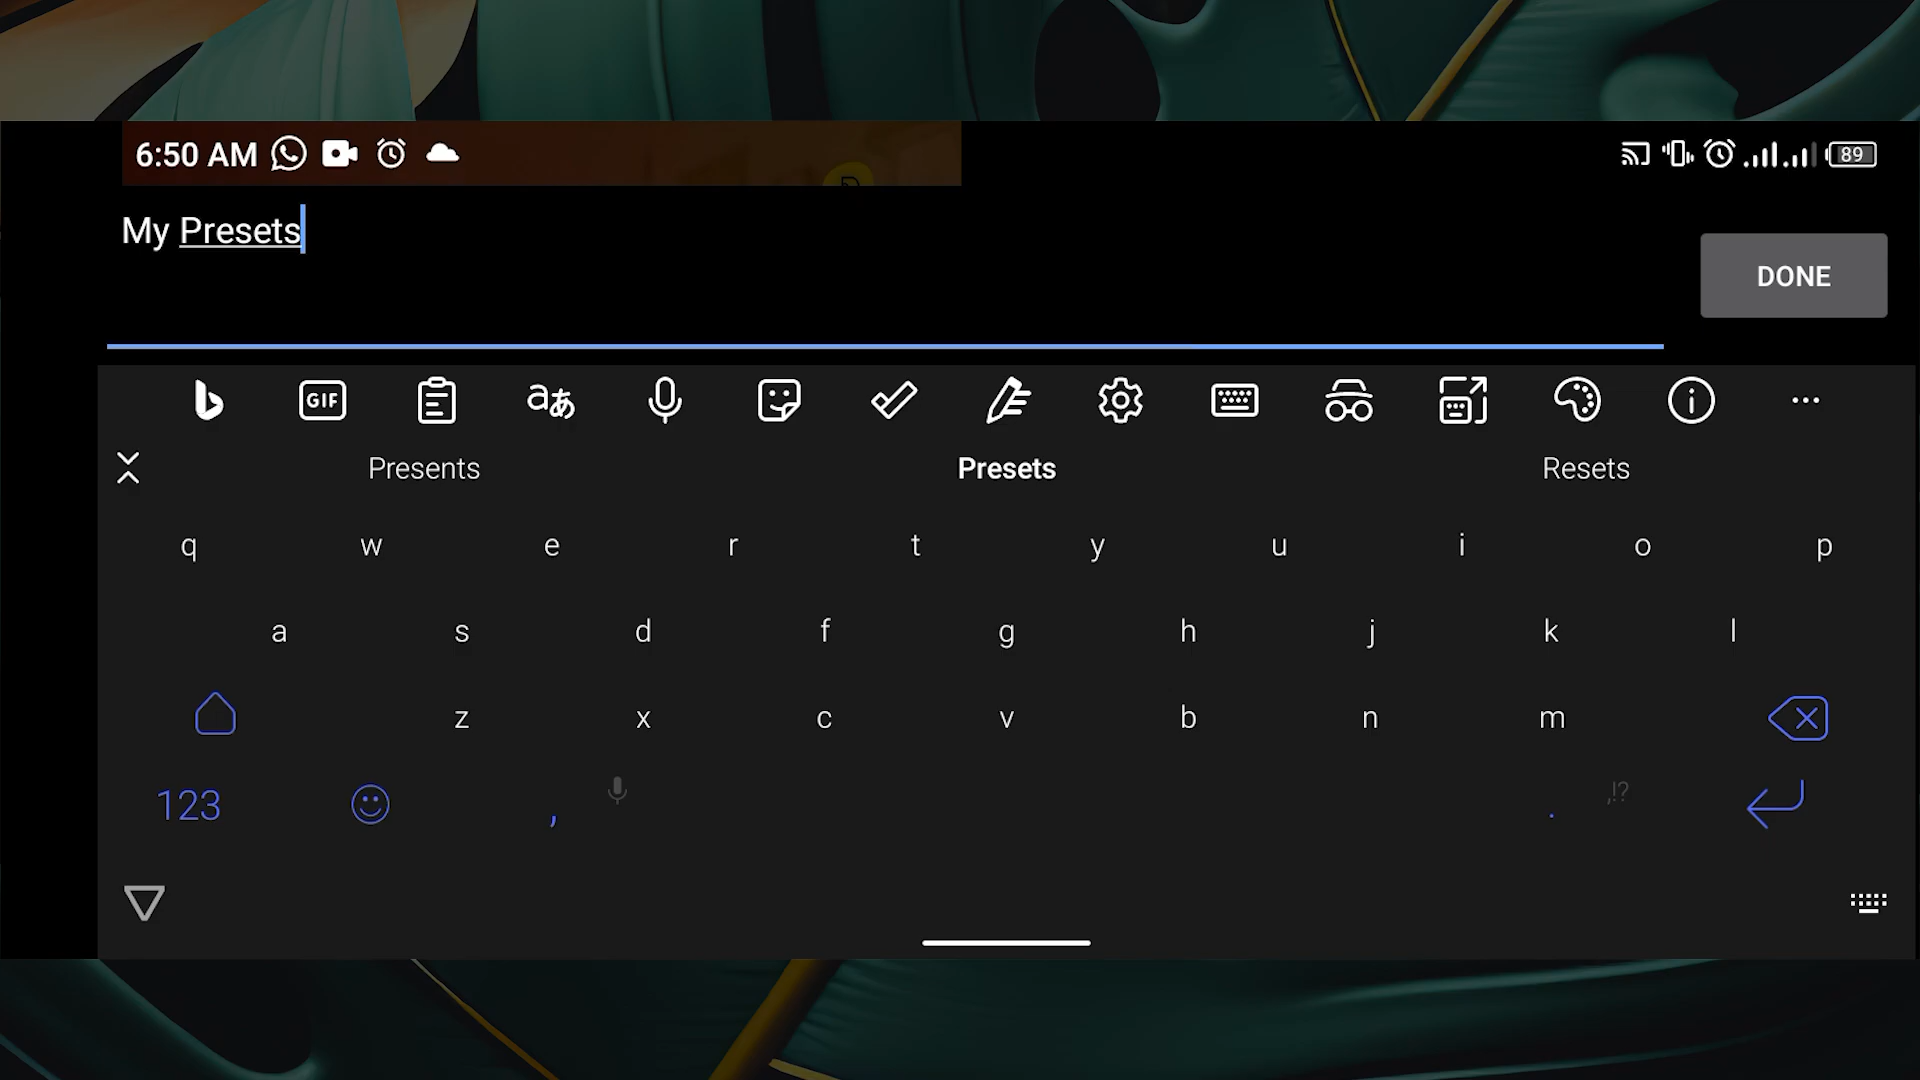 6:50 AM
89
My Presets
DONE
GIF
aあ
Presents Presets Resets
q w e r t y u i o p
a s d f g h j k l
z x c v b n m
123 , . ,!?